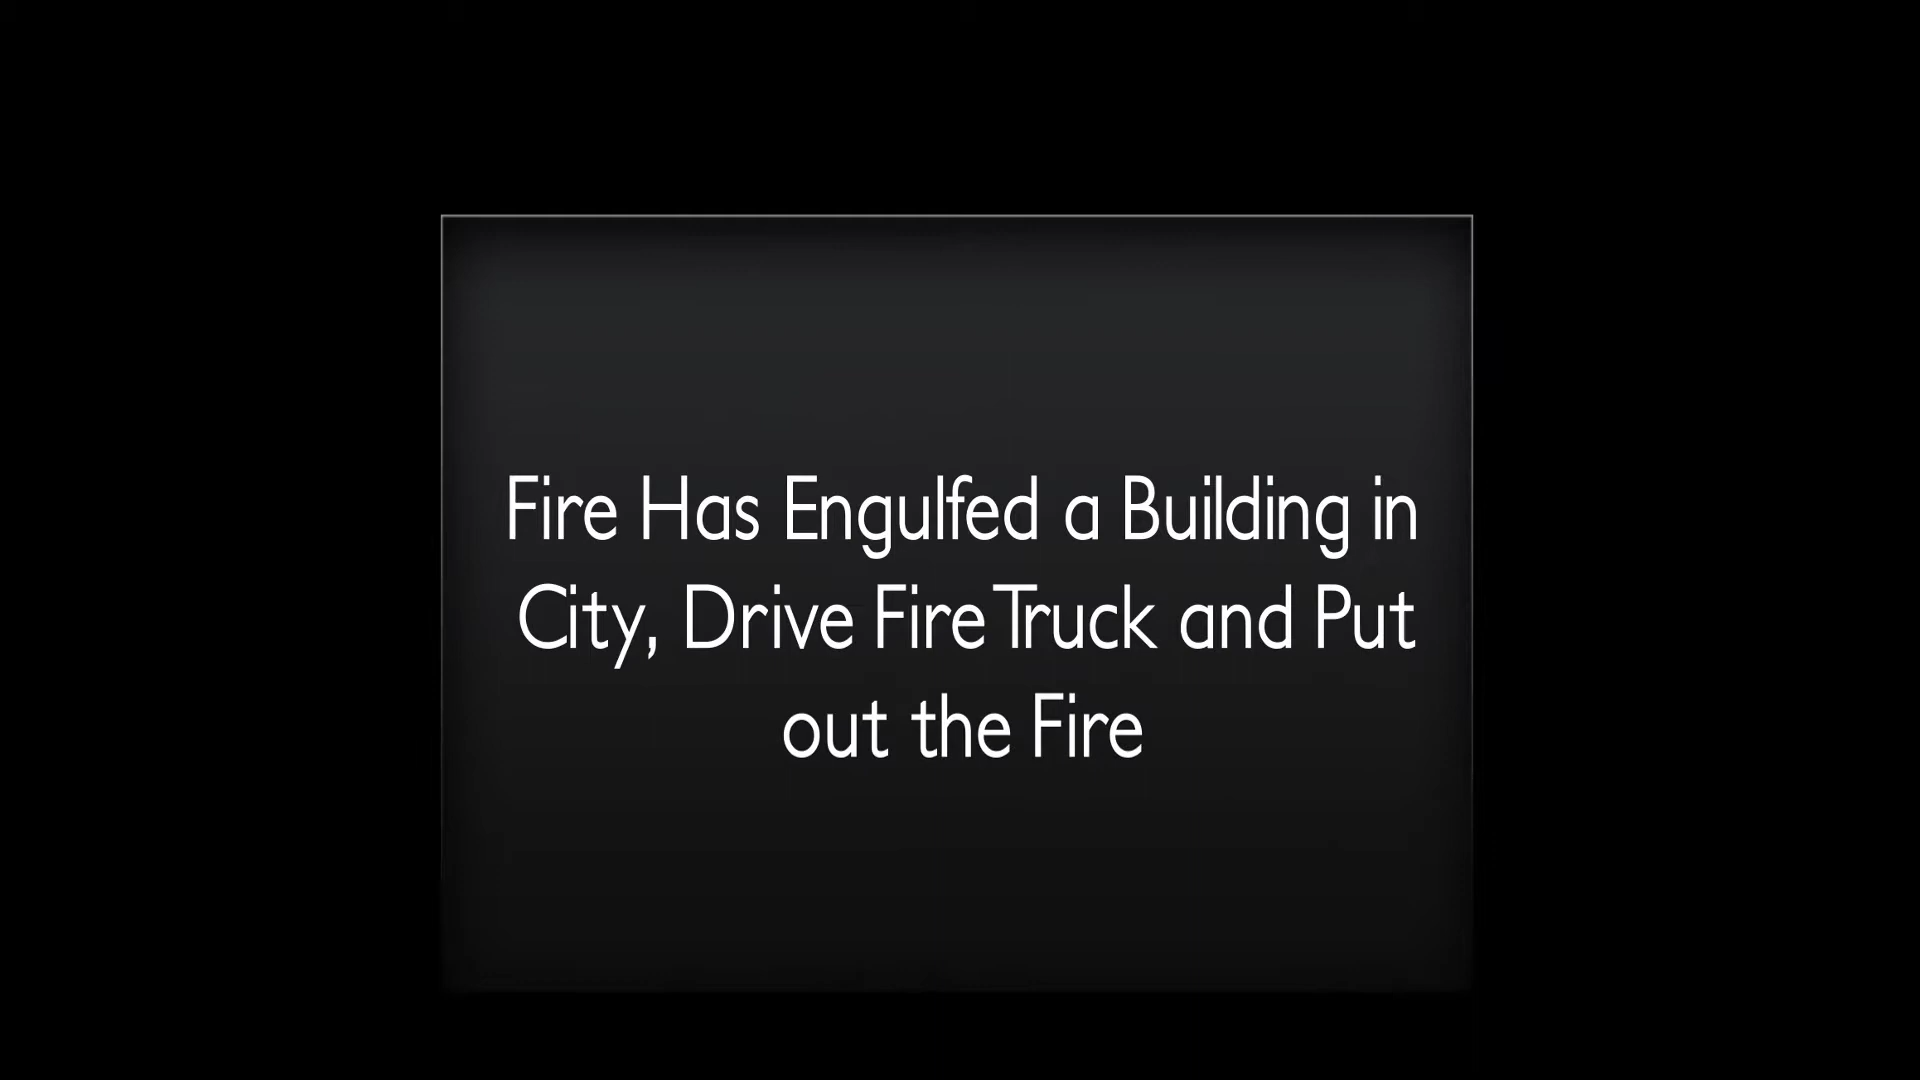 Fire Has Engulfed a Building in
City, Drive Fire Truck and Put
out the Fire